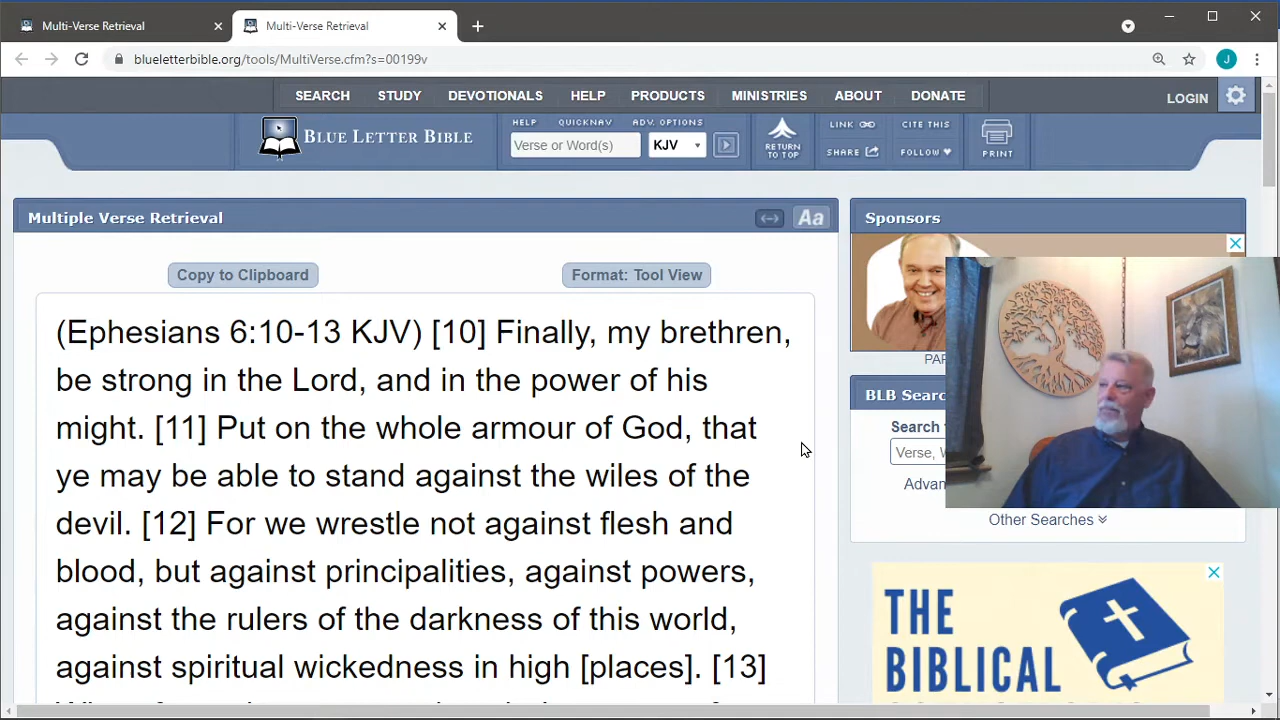 Multi-Verse Retrieval
Multi-Verse Retrieval
blueletterbible.org/tools/MultiVerse.cfm?s=00199v
J
SEARCH STUDY DEVOTIONALS HELP PRODUCTS MINISTRIES ABOUT DONATE
LOGIN
BLUE LETTER BIBLE
HELP QUICKNAV ADV. OPTIONS
Verse or Word(s)
KJV
RETURN
TO TOP
LINK
CITE THIS
SHARE
FOLLOW
PRINT
Multiple Verse Retrieval
Aa
Copy to Clipboard
Format: Tool View
(Ephesians 6:10-13 KJV) [10] Finally, my brethren,
be strong in the Lord, and in the power of his
might. [11] Put on the whole armour of God, that
ye may be able to stand against the wiles of the
devil. [12] For we wrestle not against flesh and
blood, but against principalities, against powers,
against the rulers of the darkness of this world,
against spiritual wickedness in high [places]. [13]
Sponsors
BLB Sear
Search
Verse, W
Advan
Other Searches
THE
BIBLICAL